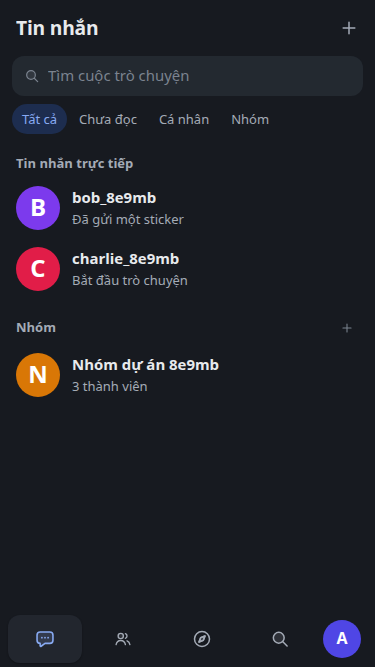 Tin nhắn
Tìm cuộc trò chuyện
Tất cả
Chưa đọc
Cá nhân
Nhóm
Tin nhắn trực tiếp
B
bob_8e9mb
Đã gửi một sticker
C
charlie_8e9mb
Bắt đầu trò chuyện
Nhóm
N
Nhóm dự án 8e9mb
3 thành viên
A